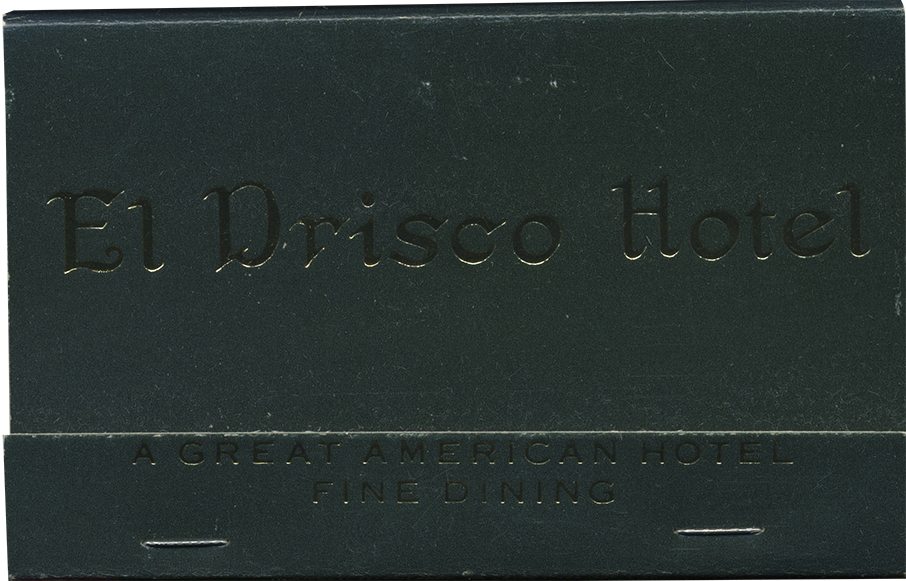 El Drisco Hotel
A GREAT AMERICAN HOTEL
FINE DINING